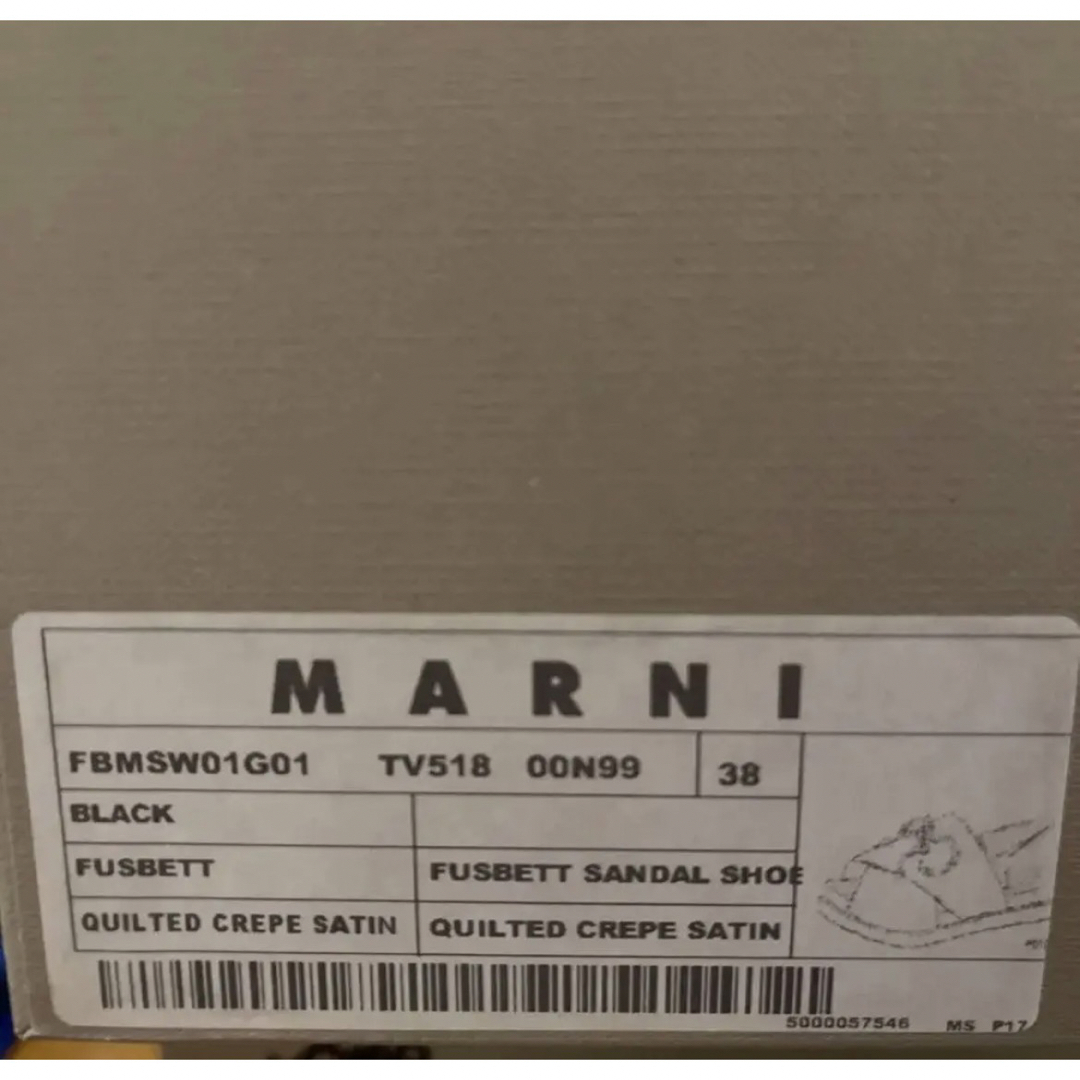 MARNI
FBMSW01G01 TV518 00N99 38
BLACK
FUSBETT FUSBETT SANDAL SHOE
QUILTED CREPE SATIN QUILTED CREPE SATIN
5000057546 MS P17